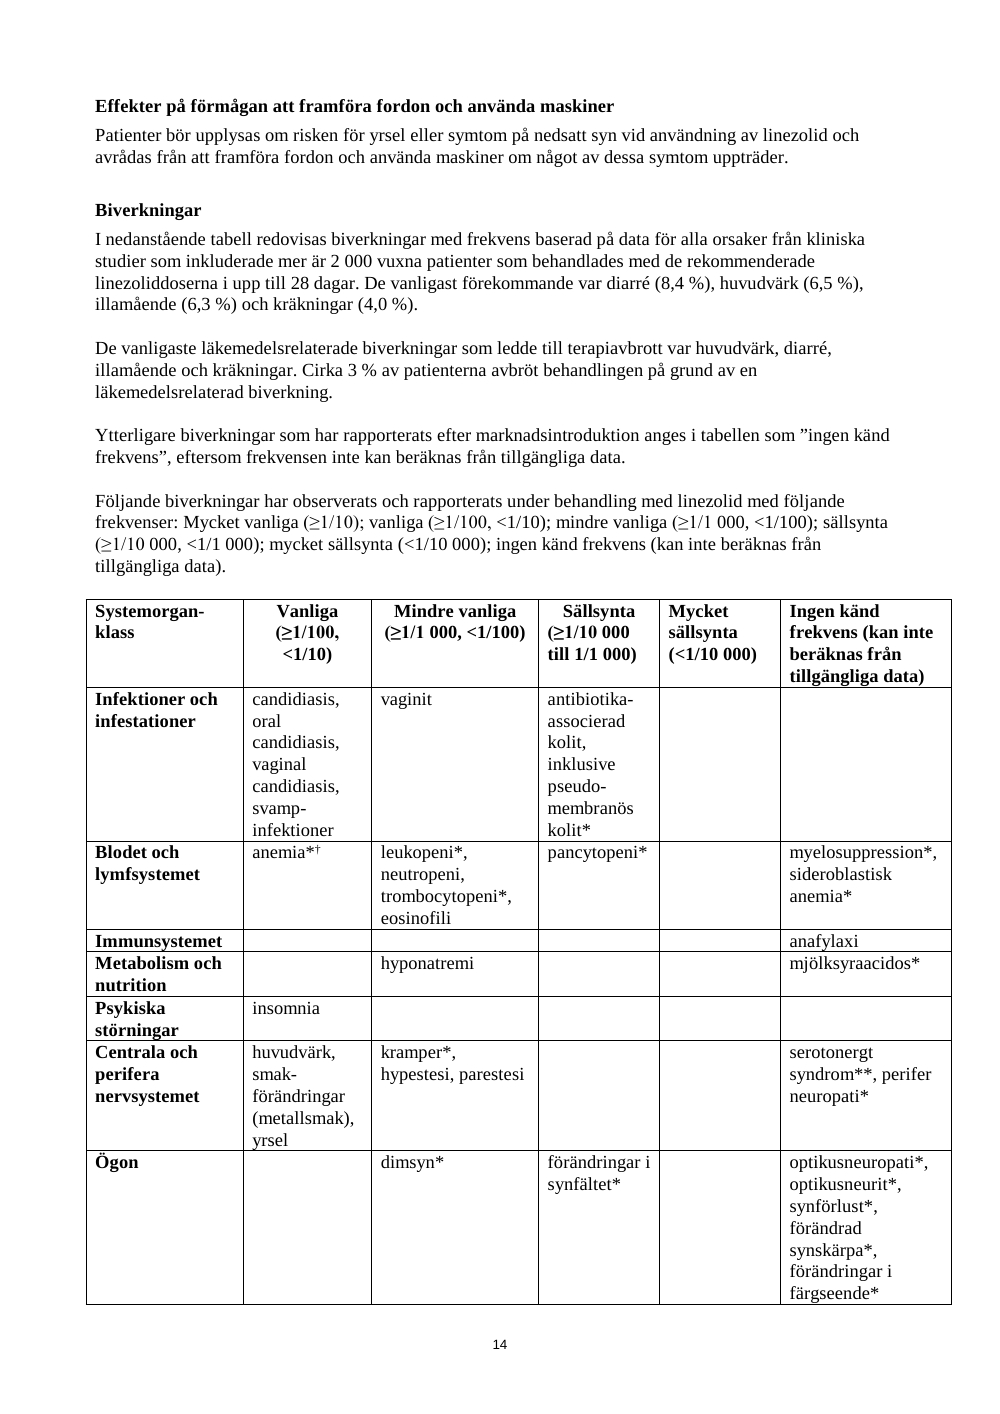 Effekter på förmågan att framföra fordon och använda maskiner
Patienter bör upplysas om risken för yrsel eller symtom på nedsatt syn vid användning av linezolid och
avrådas från att framföra fordon och använda maskiner om något av dessa symtom uppträder.
Biverkningar
I nedanstående tabell redovisas biverkningar med frekvens baserad på data för alla orsaker från kliniska
studier som inkluderade mer är 2 000 vuxna patienter som behandlades med de rekommenderade
linezoliddoserna i upp till 28 dagar. De vanligast förekommande var diarré (8,4 %), huvudvärk (6,5 %),
illamående (6,3 %) och kräkningar (4,0 %).
De vanligaste läkemedelsrelaterade biverkningar som ledde till terapiavbrott var huvudvärk, diarré,
illamående och kräkningar. Cirka 3 % av patienterna avbröt behandlingen på grund av en
läkemedelsrelaterad biverkning.
Ytterligare biverkningar som har rapporterats efter marknadsintroduktion anges i tabellen som ”ingen känd
frekvens”, eftersom frekvensen inte kan beräknas från tillgängliga data.
Följande biverkningar har observerats och rapporterats under behandling med linezolid med följande
frekvenser: Mycket vanliga (≥1/10); vanliga (≥1/100, <1/10); mindre vanliga (≥1/1 000, <1/100); sällsynta
(≥1/10 000, <1/1 000); mycket sällsynta (<1/10 000); ingen känd frekvens (kan inte beräknas från
tillgängliga data).
Systemorgan-
klass
Vanliga
(≥1/100,
<1/10)
Mindre vanliga
(≥1/1 000, <1/100)
Sällsynta
(≥1/10 000
till 1/1 000)
Mycket
sällsynta
(<1/10 000)
Ingen känd
frekvens (kan inte
beräknas från
tillgängliga data)
Infektioner och
infestationer
candidiasis,
oral
candidiasis,
vaginal
candidiasis,
svamp-
infektioner
vaginit
antibiotika-
associerad
kolit,
inklusive
pseudo-
membranös
kolit*
Blodet och
lymfsystemet
anemia*†
leukopeni*,
neutropeni,
trombocytopeni*,
eosinofili
pancytopeni*
myelosuppression*,
sideroblastisk
anemia*
Immunsystemet
anafylaxi
Metabolism och
nutrition
hyponatremi
mjölksyraacidos*
Psykiska
störningar
insomnia
Centrala och
perifera
nervsystemet
huvudvärk,
smak-
förändringar
(metallsmak),
yrsel
kramper*,
hypestesi, parestesi
serotonergt
syndrom**, perifer
neuropati*
Ögon
dimsyn*
förändringar i
synfältet*
optikusneuropati*,
optikusneurit*,
synförlust*,
förändrad
synskärpa*,
förändringar i
färgseende*
14